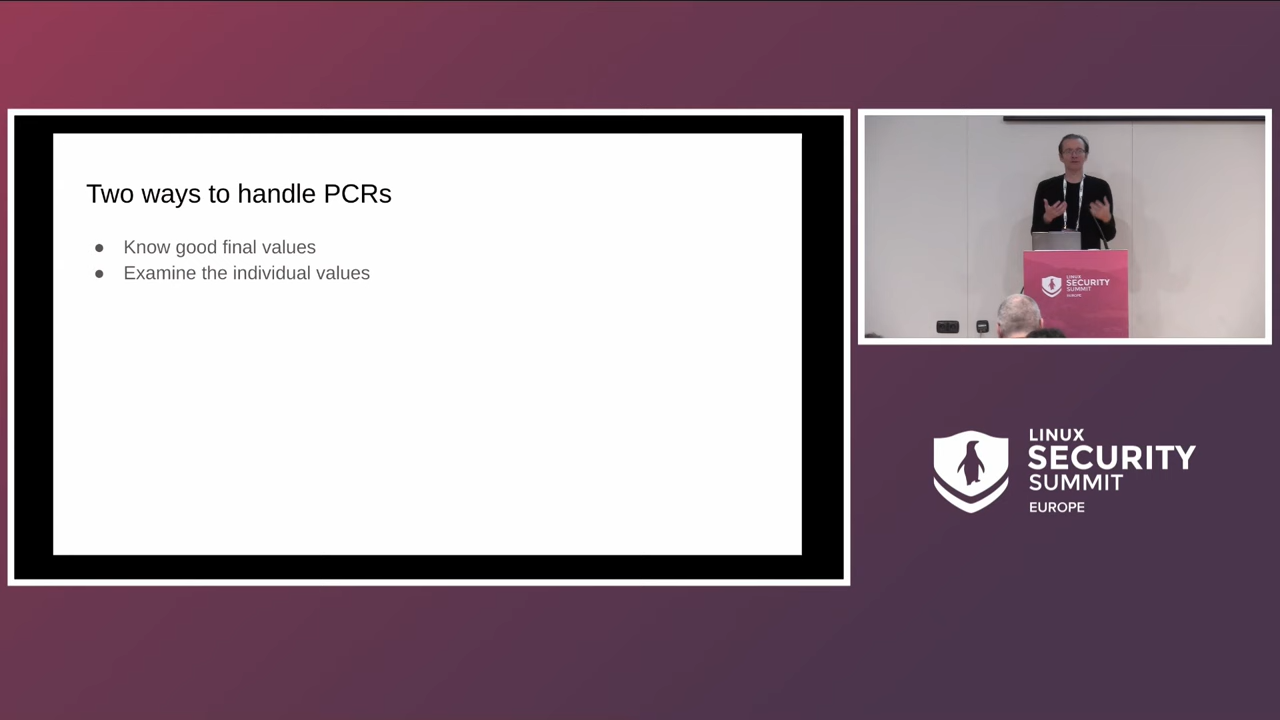 Two ways to handle PCRs
● Know good final values
● Examine the individual values
LINUX
SECURITY
SUMMIT
EUROPE
LINUX
SECURITY
SUMMIT
EUROPE